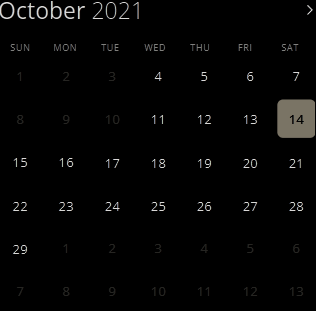 October 2021
SUN MON TUE WED THU FRI SAT
1 2 3 4 5 6 7
8 9 10 11 12 13 14
15 16 17 18 19 20 21
22 23 24 25 26 27 28
29 1 2 3 4 5 6
7 8 9 10 11 12 13